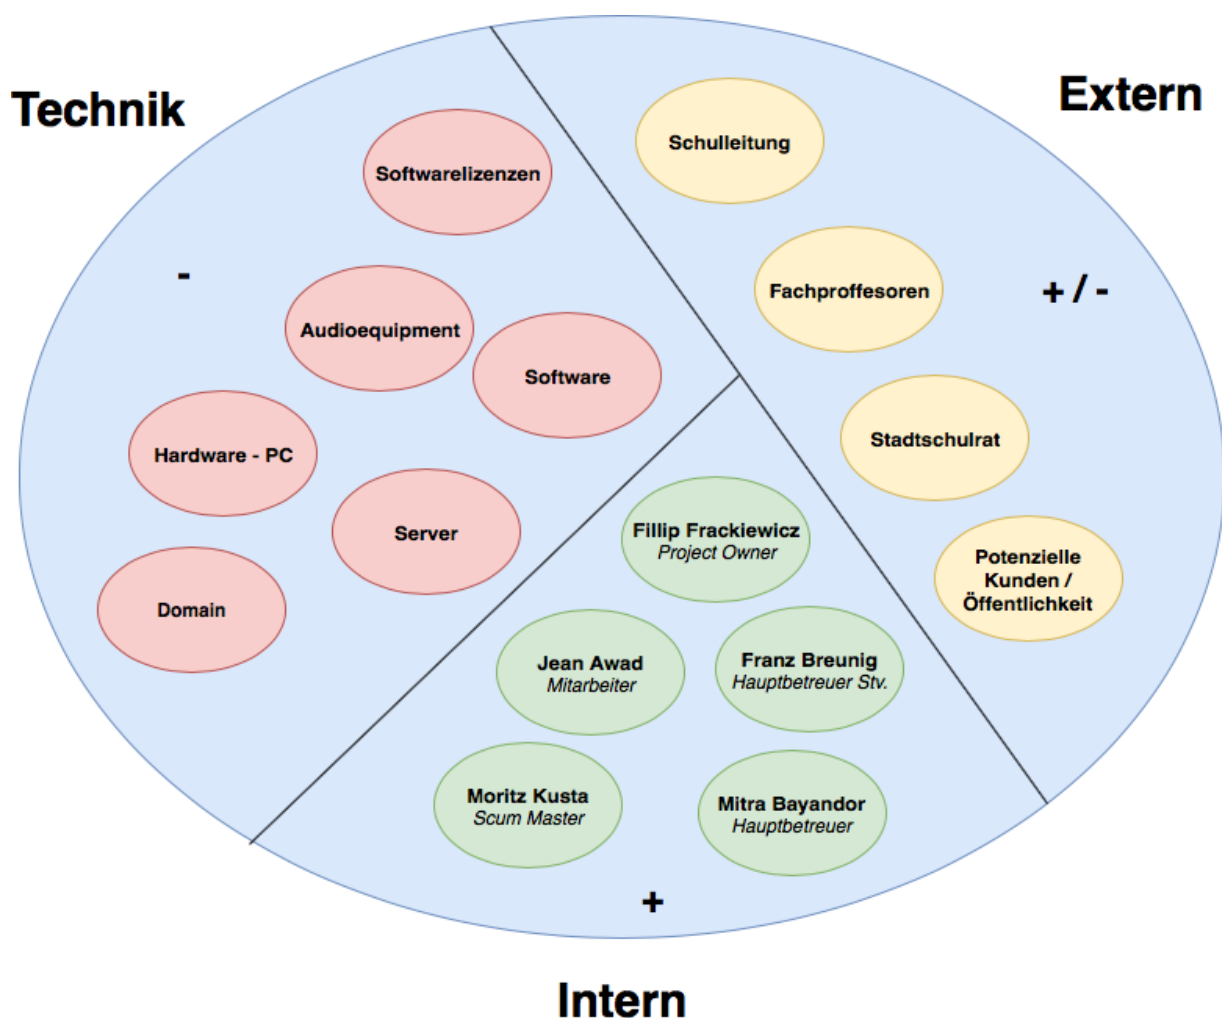 Technik
Extern
Schulleitung
Softwarelizenzen
-
Fachproffesoren
+ / -
Audioequipment
Software
Stadtschulrat
Hardware - PC
Server
Fillip Frackiewicz
Project Owner
Potenzielle
Kunden /
Öffentlichkeit
Domain
Jean Awad
Mitarbeiter
Franz Breunig
Hauptbetreuer Stv.
Moritz Kusta
Scum Master
Mitra Bayandor
Hauptbetreuer
+
Intern